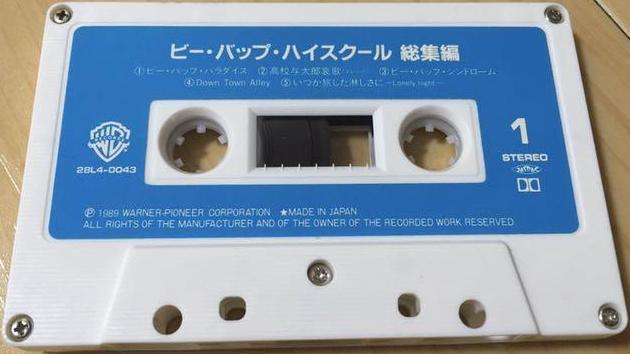 ビー・バップ・ハイスクール 総集編
①ビー・バップ・パラダイス ②高校与太郎哀歌 ③ビー・バップ・シンドローム
④Down Town Alley ⑤いつか旅した淋しさに -Lonely night-
WB
RECORDS
28L4-0043
1
STEREO
Ⓟ 1989 WARNER-PIONEER CORPORATION ★MADE IN JAPAN
ALL RIGHTS OF THE MANUFACTURER AND OF THE OWNER OF THE RECORDED WORK RESERVED.